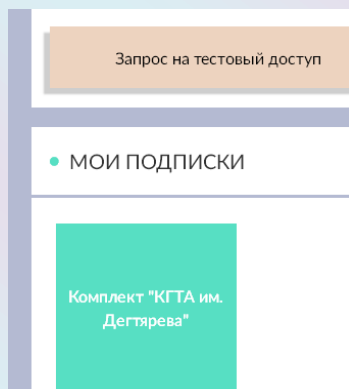 Запрос на тестовый доступ
МОИ ПОДПИСКИ
Комплект "КГТА им.
Дегтярева"